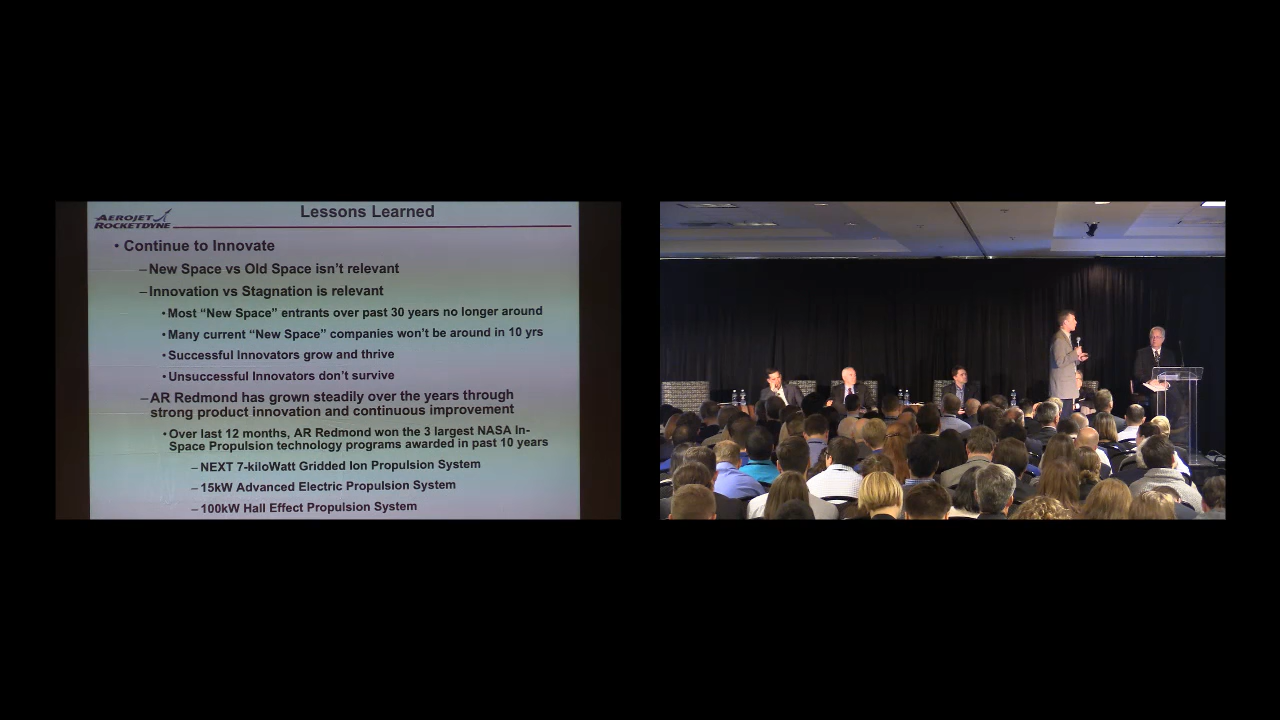 AEROJET
ROCKETDYNE
Lessons Learned
• Continue to Innovate
–New Space vs Old Space isn't relevant
–Innovation vs Stagnation is relevant
• Most “New Space” entrants over past 30 years no longer around
• Many current “New Space” companies won't be around in 10 yrs
• Successful Innovators grow and thrive
• Unsuccessful Innovators don't survive
–AR Redmond has grown steadily over the years through
strong product innovation and continuous improvement
• Over last 12 months, AR Redmond won the 3 largest NASA In-
Space Propulsion technology programs awarded in past 10 years
– NEXT 7-kiloWatt Gridded Ion Propulsion System
– 15kW Advanced Electric Propulsion System
– 100kW Hall Effect Propulsion System